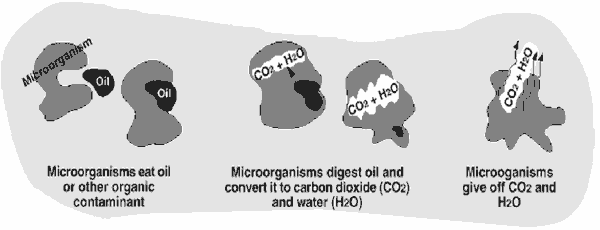 Microorganism
Oil
Oil
CO2 + H2O
CO2 + H2O
CO2 + H2O
Microorganisms eat oil
or other organic
contaminant
Microorganisms digest oil and
convert it to carbon dioxide (CO2)
and water (H2O)
Microoganisms
give off CO2 and
H2O